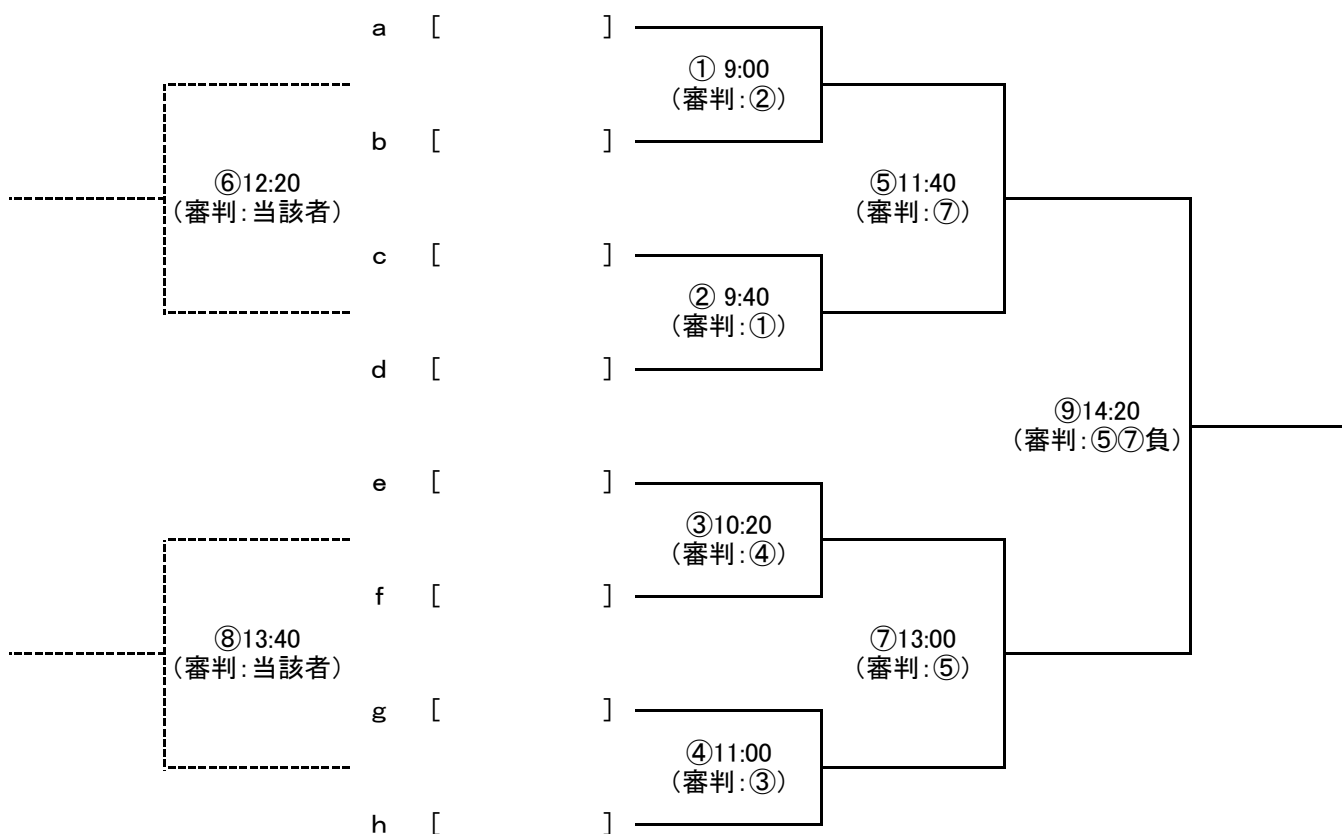 a [ ]
① 9:00
(審判:②)
b [ ]
⑥12:20
(審判:当該者)
⑤11:40
(審判:⑦)
c [ ]
② 9:40
(審判:①)
d [ ]
⑨14:20
(審判:⑤⑦負)
e [ ]
③10:20
(審判:④)
f [ ]
⑧13:40
(審判:当該者)
⑦13:00
(審判:⑤)
g [ ]
④11:00
(審判:③)
h [ ]